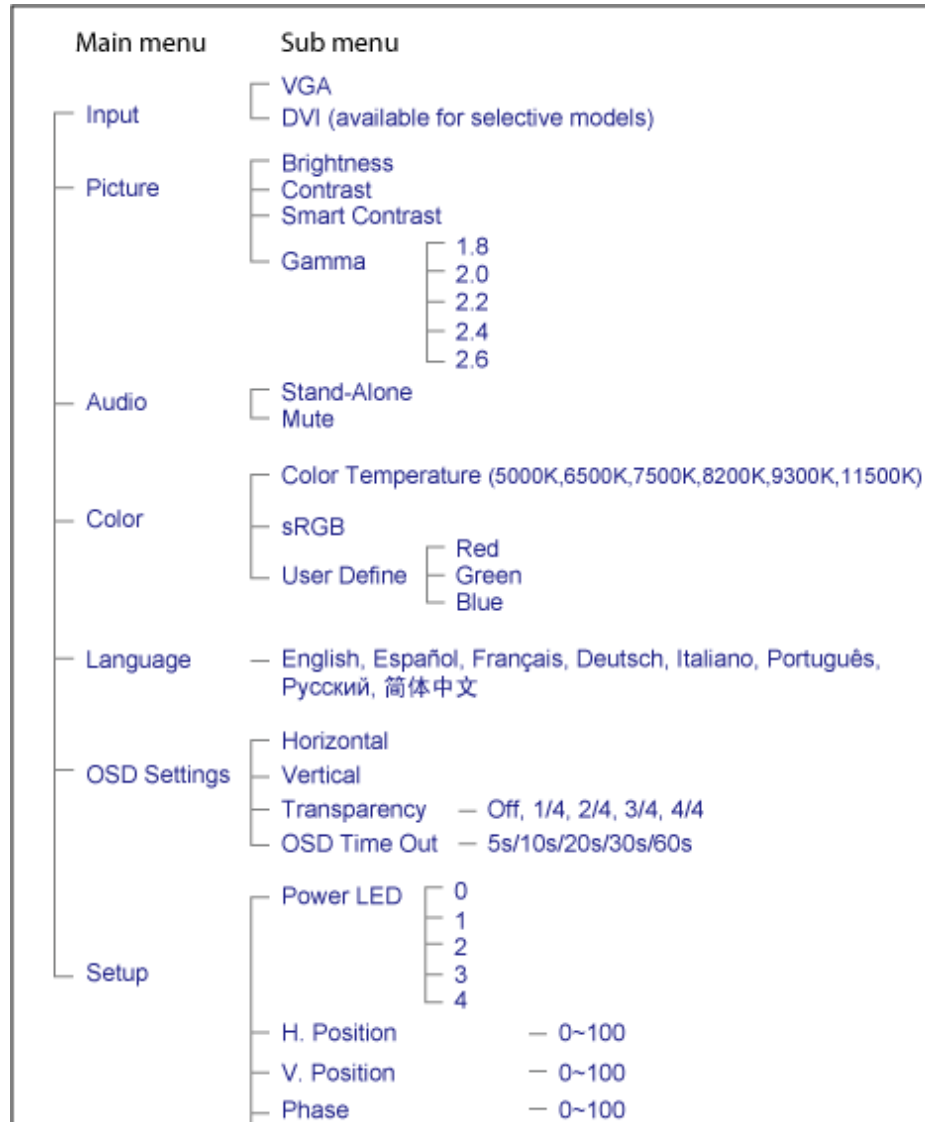 Main menu Sub menu
VGA
Input
DVI (available for selective models)
Brightness
Picture
Contrast
Smart Contrast
Gamma
1.8
2.0
2.2
2.4
2.6
Audio
Stand-Alone
Mute
Color Temperature (5000K,6500K,7500K,8200K,9300K,11500K)
Color
sRGB
User Define
Red
Green
Blue
Language
English, Español, Français, Deutsch, Italiano, Português,
Русский, 简体中文
Horizontal
OSD Settings
Vertical
Transparency — Off, 1/4, 2/4, 3/4, 4/4
OSD Time Out — 5s/10s/20s/30s/60s
Power LED
0
1
2
3
4
Setup
H. Position — 0~100
V. Position — 0~100
Phase — 0~100